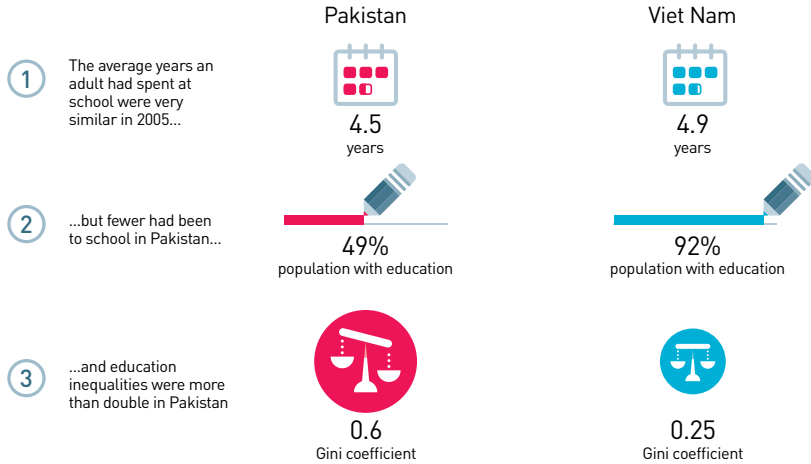 Pakistan
Viet Nam
1
The average years an
adult had spent at
school were very
similar in 2005...
4.5
years
4.9
years
2
...but fewer had been
to school in Pakistan...
49%
population with education
92%
population with education
3
...and education
inequalities were more
than double in Pakistan
0.6
Gini coefficient
0.25
Gini coefficient